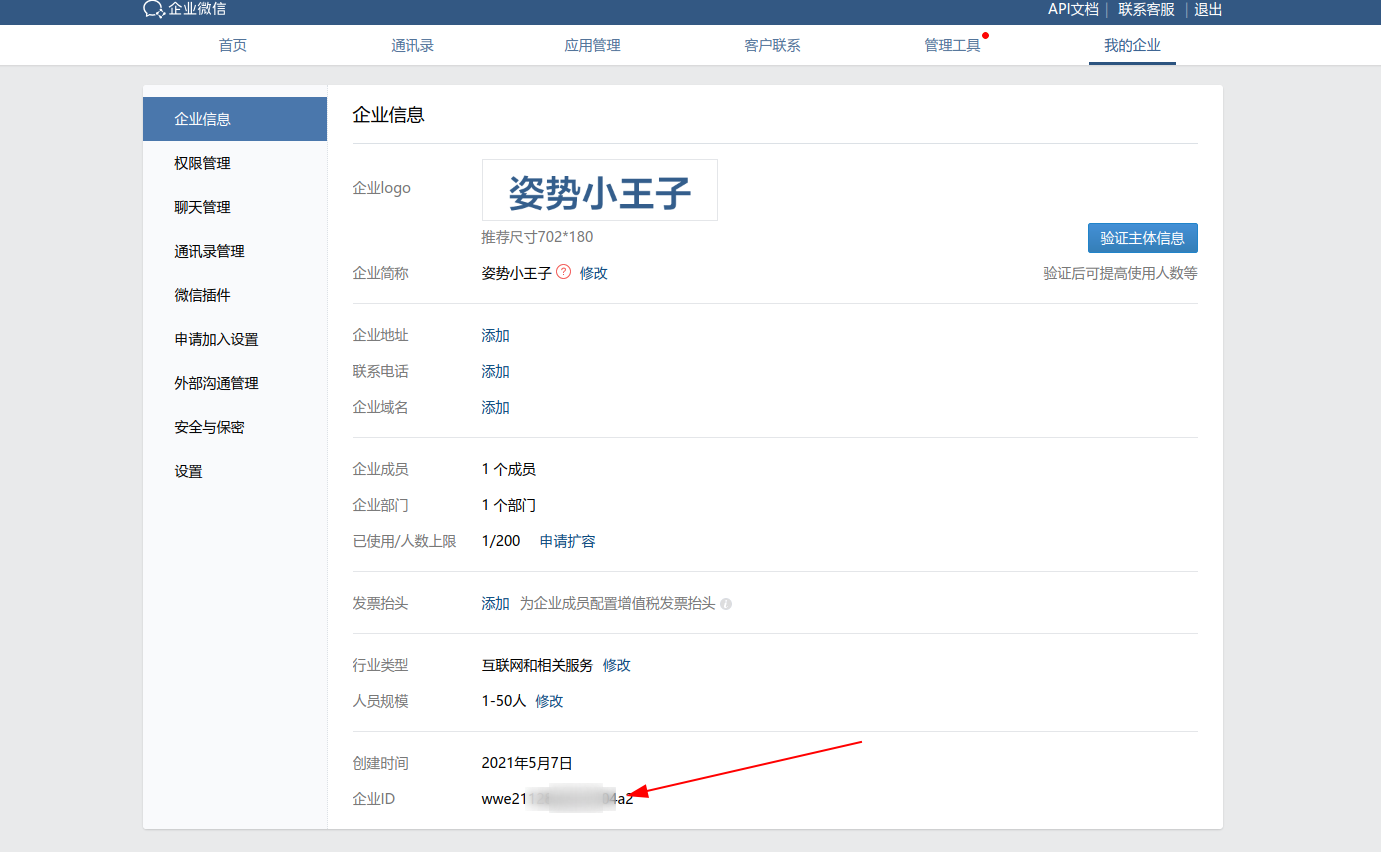 企业微信
API文档 | 联系客服 | 退出
首页 通讯录 应用管理 客户联系 管理工具 我的企业
企业信息
权限管理
聊天管理
通讯录管理
微信插件
申请加入设置
外部沟通管理
安全与保密
设置
企业信息
企业logo
姿势小王子
推荐尺寸702*180
验证主体信息
企业简称 姿势小王子 ? 修改
验证后可提高使用人数等
企业地址 添加
联系电话 添加
企业域名 添加
企业成员 1 个成员
企业部门 1 个部门
已使用/人数上限 1/200 申请扩容
发票抬头 添加 为企业成员配置增值税发票抬头
行业类型 互联网和相关服务 修改
人员规模 1-50人 修改
创建时间 2021年5月7日
企业ID